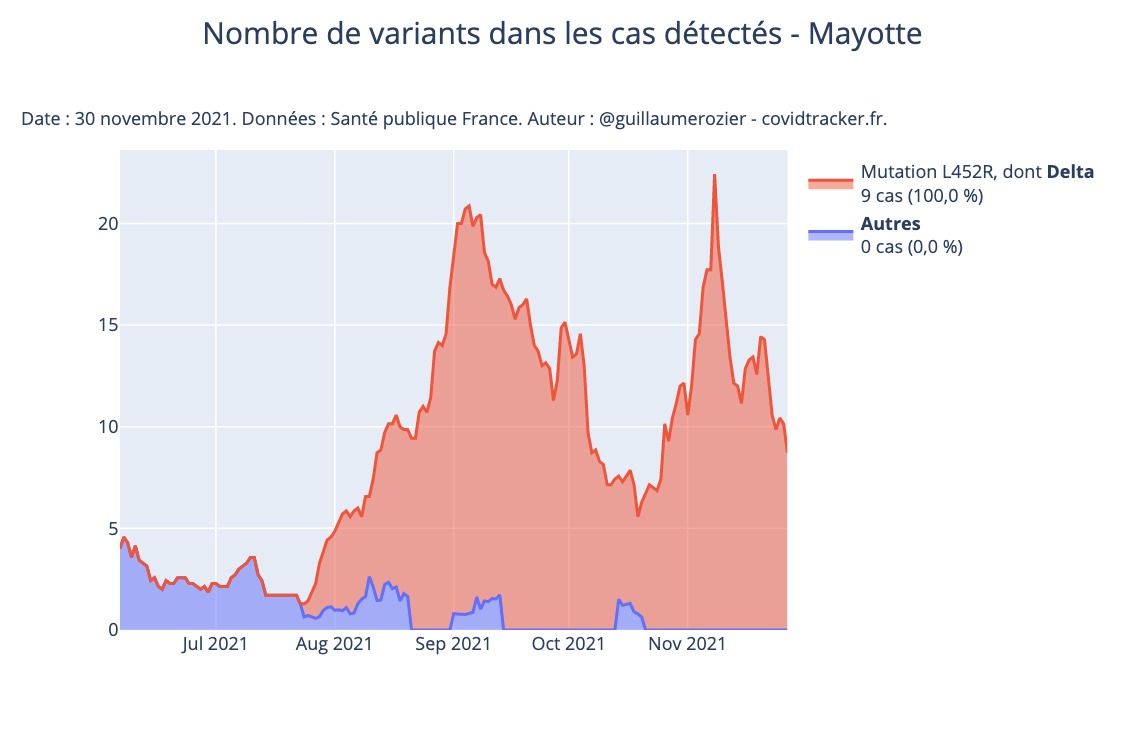 Nombre de variants dans les cas détectés - Mayotte
Date : 30 novembre 2021. Données : Santé publique France. Auteur : @guillaumerozier - covidtracker.fr.
Mutation L452R, dont Delta
9 cas (100,0 %)
Autres
0 cas (0,0 %)
20
15
10
5
0
Jul 2021
Aug 2021
Sep 2021
Oct 2021
Nov 2021